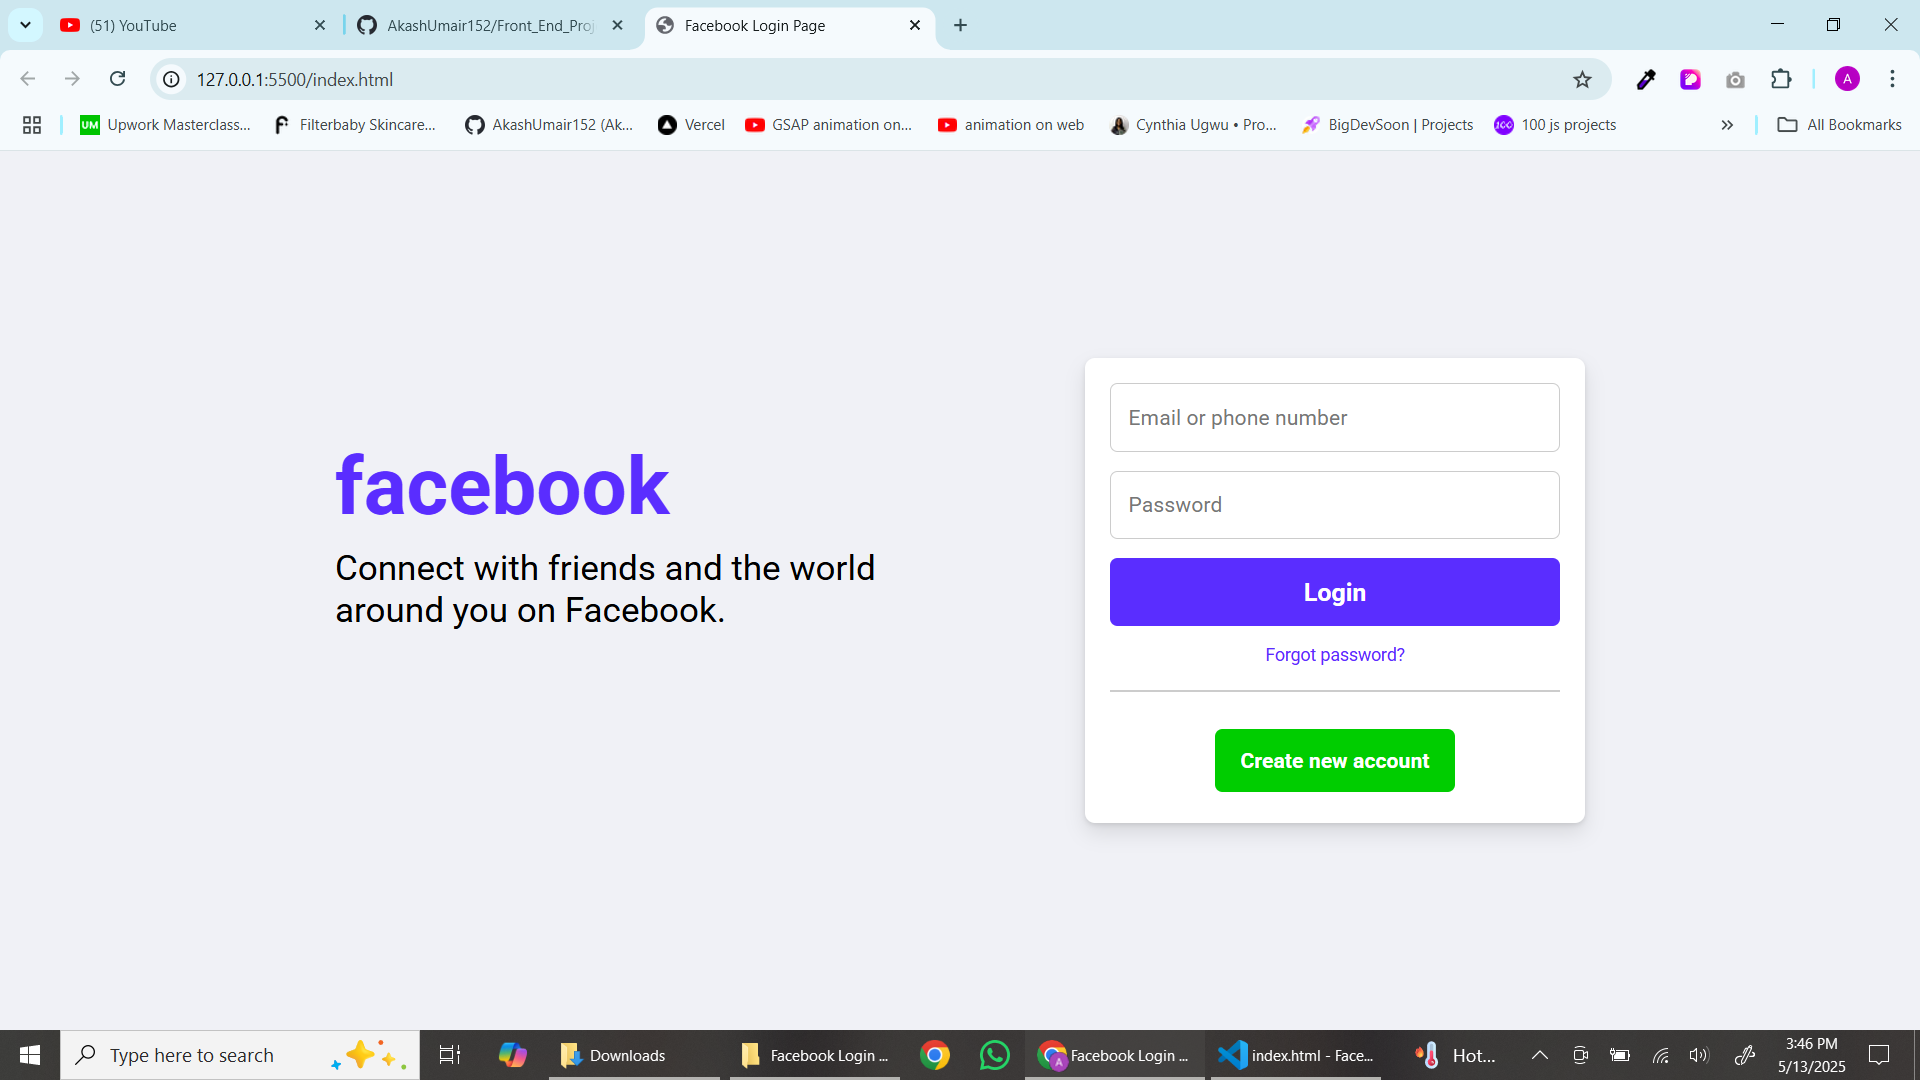 (51) YouTube
AkashUmair152/Front_End_Proj
Facebook Login Page
127.0.0.1:5500/index.html
A
UM
Upwork Masterclass...
Filterbaby Skincare...
AkashUmair152 (Ak...
Vercel
GSAP animation on...
animation on web
Cynthia Ugwu • Pro...
BigDevSoon | Projects
100
100 js projects
All Bookmarks
facebook
Connect with friends and the world
around you on Facebook.
Email or phone number
Password
Login
Forgot password?
Create new account
Type here to search
Downloads
Facebook Login ...
A
Facebook Login ...
index.html - Face...
Hot...
3:46 PM
5/13/2025